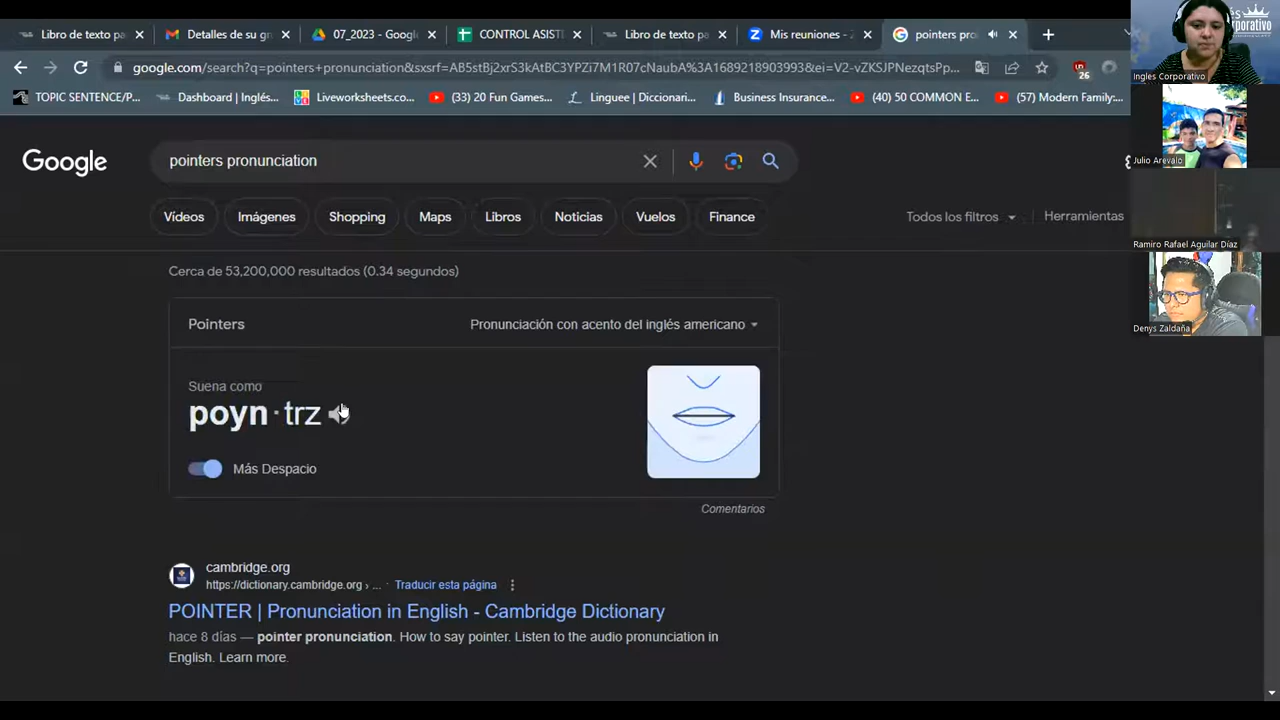 Libro de texto pa
Detalles de su gr
07_2023 - Google
CONTROL ASIST
Libro de texto pa
Mis reuniones - Z
pointers pro
google.com/search?q=pointers+pronunciation&sxsrf=AB5stBj2xrS3kAtBC3YPZi7M1R07cNaubA%3A1689218903993&ei=V2-vZKSJPNezqtsPp...
26
TOPIC SENTENCE/P...
Dashboard | Inglés...
Liveworksheets.co...
(33) 20 Fun Games...
Linguee | Diccionari...
Business Insurance...
(40) 50 COMMON E...
(57) Modern Family:...
Google
pointers pronunciation
Vídeos
Imágenes
Shopping
Maps
Libros
Noticias
Vuelos
Finance
Todos los filtros
Herramientas
Cerca de 53,200,000 resultados (0.34 segundos)
Pointers
Pronunciación con acento del inglés americano
Suena como
poyn·trz
Más Despacio
Comentarios
cambridge.org
https://dictionary.cambridge.org › ...
Traducir esta página
POINTER | Pronunciation in English - Cambridge Dictionary
hace 8 días — pointer pronunciation. How to say pointer. Listen to the audio pronunciation in
English. Learn more.
Ingles Corporativo
Julio Arevalo
Ramiro Rafael Aguilar Díaz
Denys Zaldaña